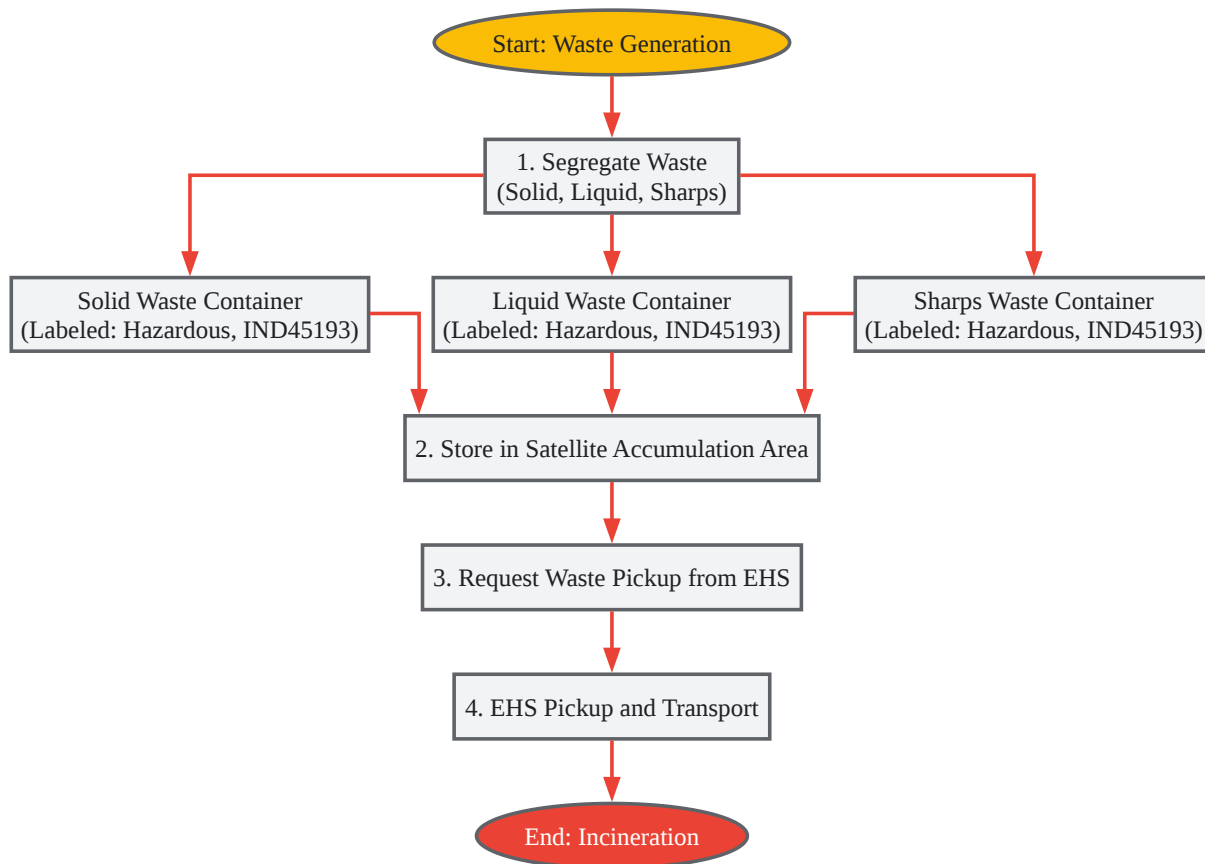 Start: Waste Generation
1. Segregate Waste
(Solid, Liquid, Sharps)
Solid Waste Container
(Labeled: Hazardous, IND45193)
Liquid Waste Container
(Labeled: Hazardous, IND45193)
Sharps Waste Container
(Labeled: Hazardous, IND45193)
2. Store in Satellite Accumulation Area
3. Request Waste Pickup from EHS
4. EHS Pickup and Transport
End: Incineration